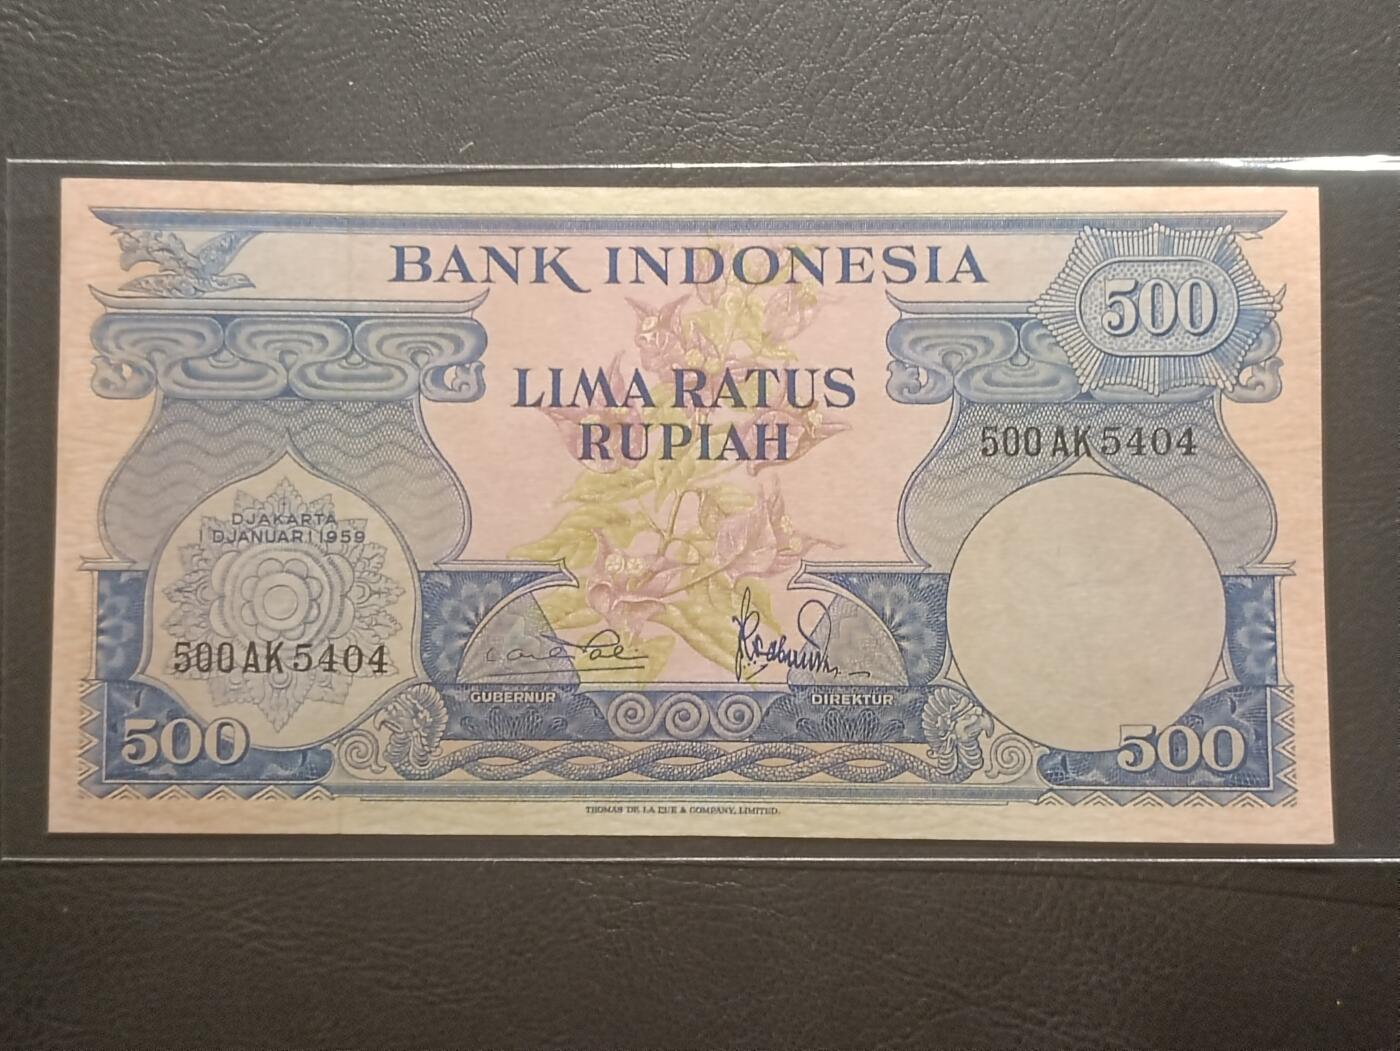 BANK INDONESIA
500
LIMA RATUS
RUPIAH
500 AK 5404
DJAKARTA
1 DJANUARI 1959
500 AK 5404
GUBERNUR
DIREKTUR
500
500
THOMAS DE LA RUE & COMPANY, LIMITED.